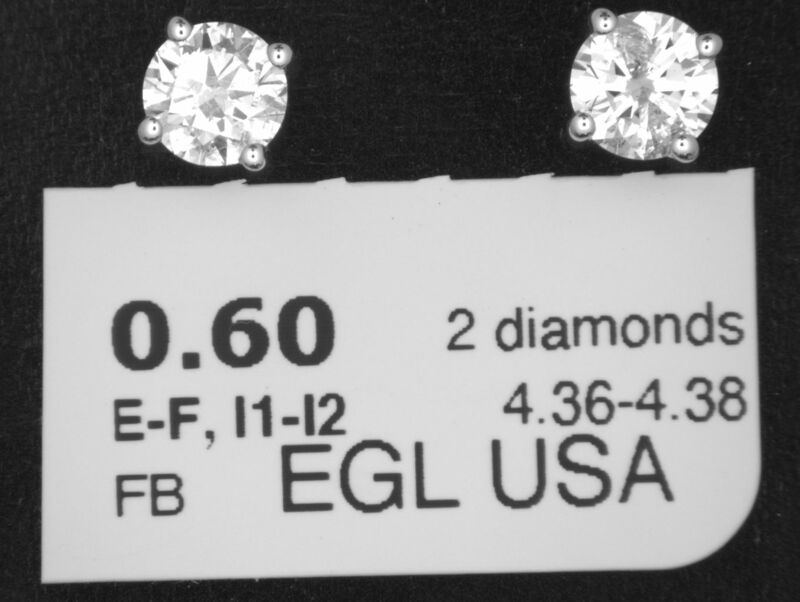 0.60 2 diamonds
E-F, I1-I2 4.36-4.38
FB EGL USA